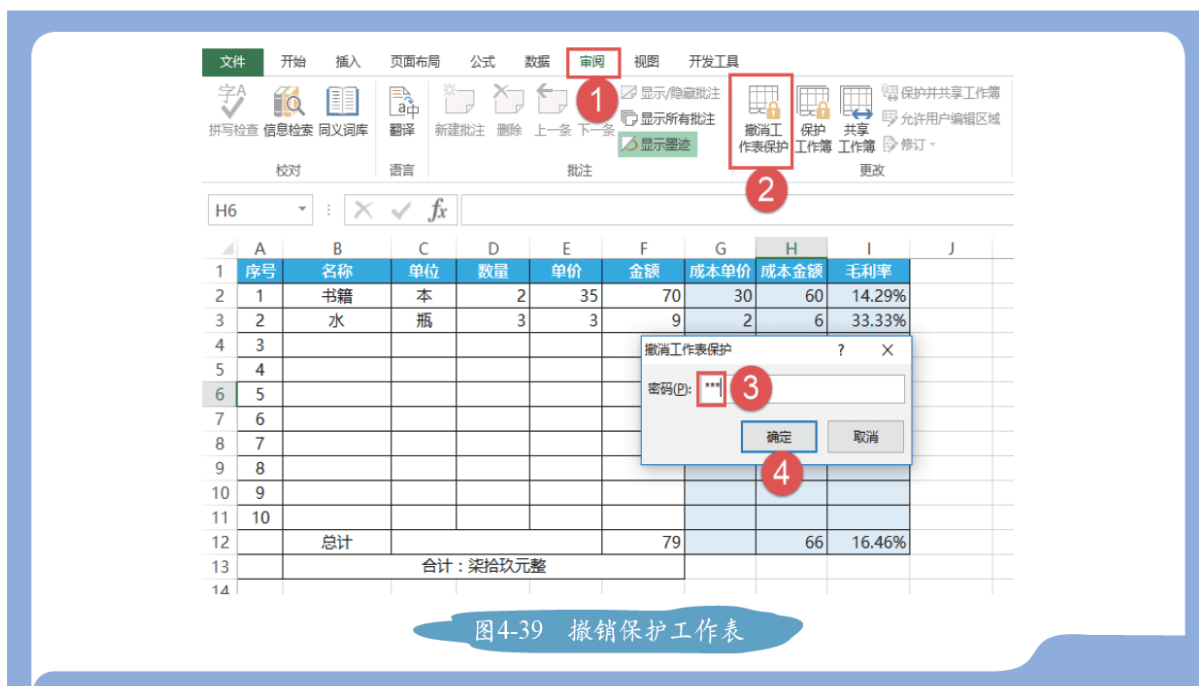 文件 开始 插入 页面布局 公式 数据 审阅 视图 开发工具
1
字A
a中
拼写检查 信息检索 同义词库 翻译 新建批注 删除 上一条 下一条
显示/隐藏批注
显示所有批注
显示墨迹
撤消工作表保护 保护工作簿 共享工作簿
保护并共享工作簿
允许用户编辑区域
修订
校对 语言 批注 更改
2
H6 fx
A B C D E F G H I J
1 序号 名称 单位 数量 单价 金额 成本单价 成本金额 毛利率
2 1 书籍 本 2 35 70 30 60 14.29%
3 2 水 瓶 3 3 9 2 6 33.33%
4 3
5 4
6 5
7 6
8 7
9 8
10 9
11 10
12 总计 79 66 16.46%
13 合计：柒拾玖元整
14
撤消工作表保护 ? ×
密码(P): *** 3
确定 取消
4
图4-39 撤销保护工作表